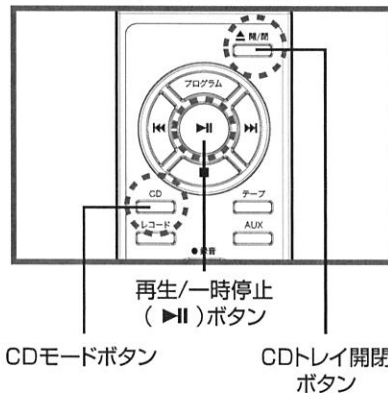 ▲ 開/閉
プログラム
CD
テープ
レコード
AUX
●録音
再生/一時停止
( ▶II )ボタン
CDモードボタン
CDトレイ開閉
ボタン